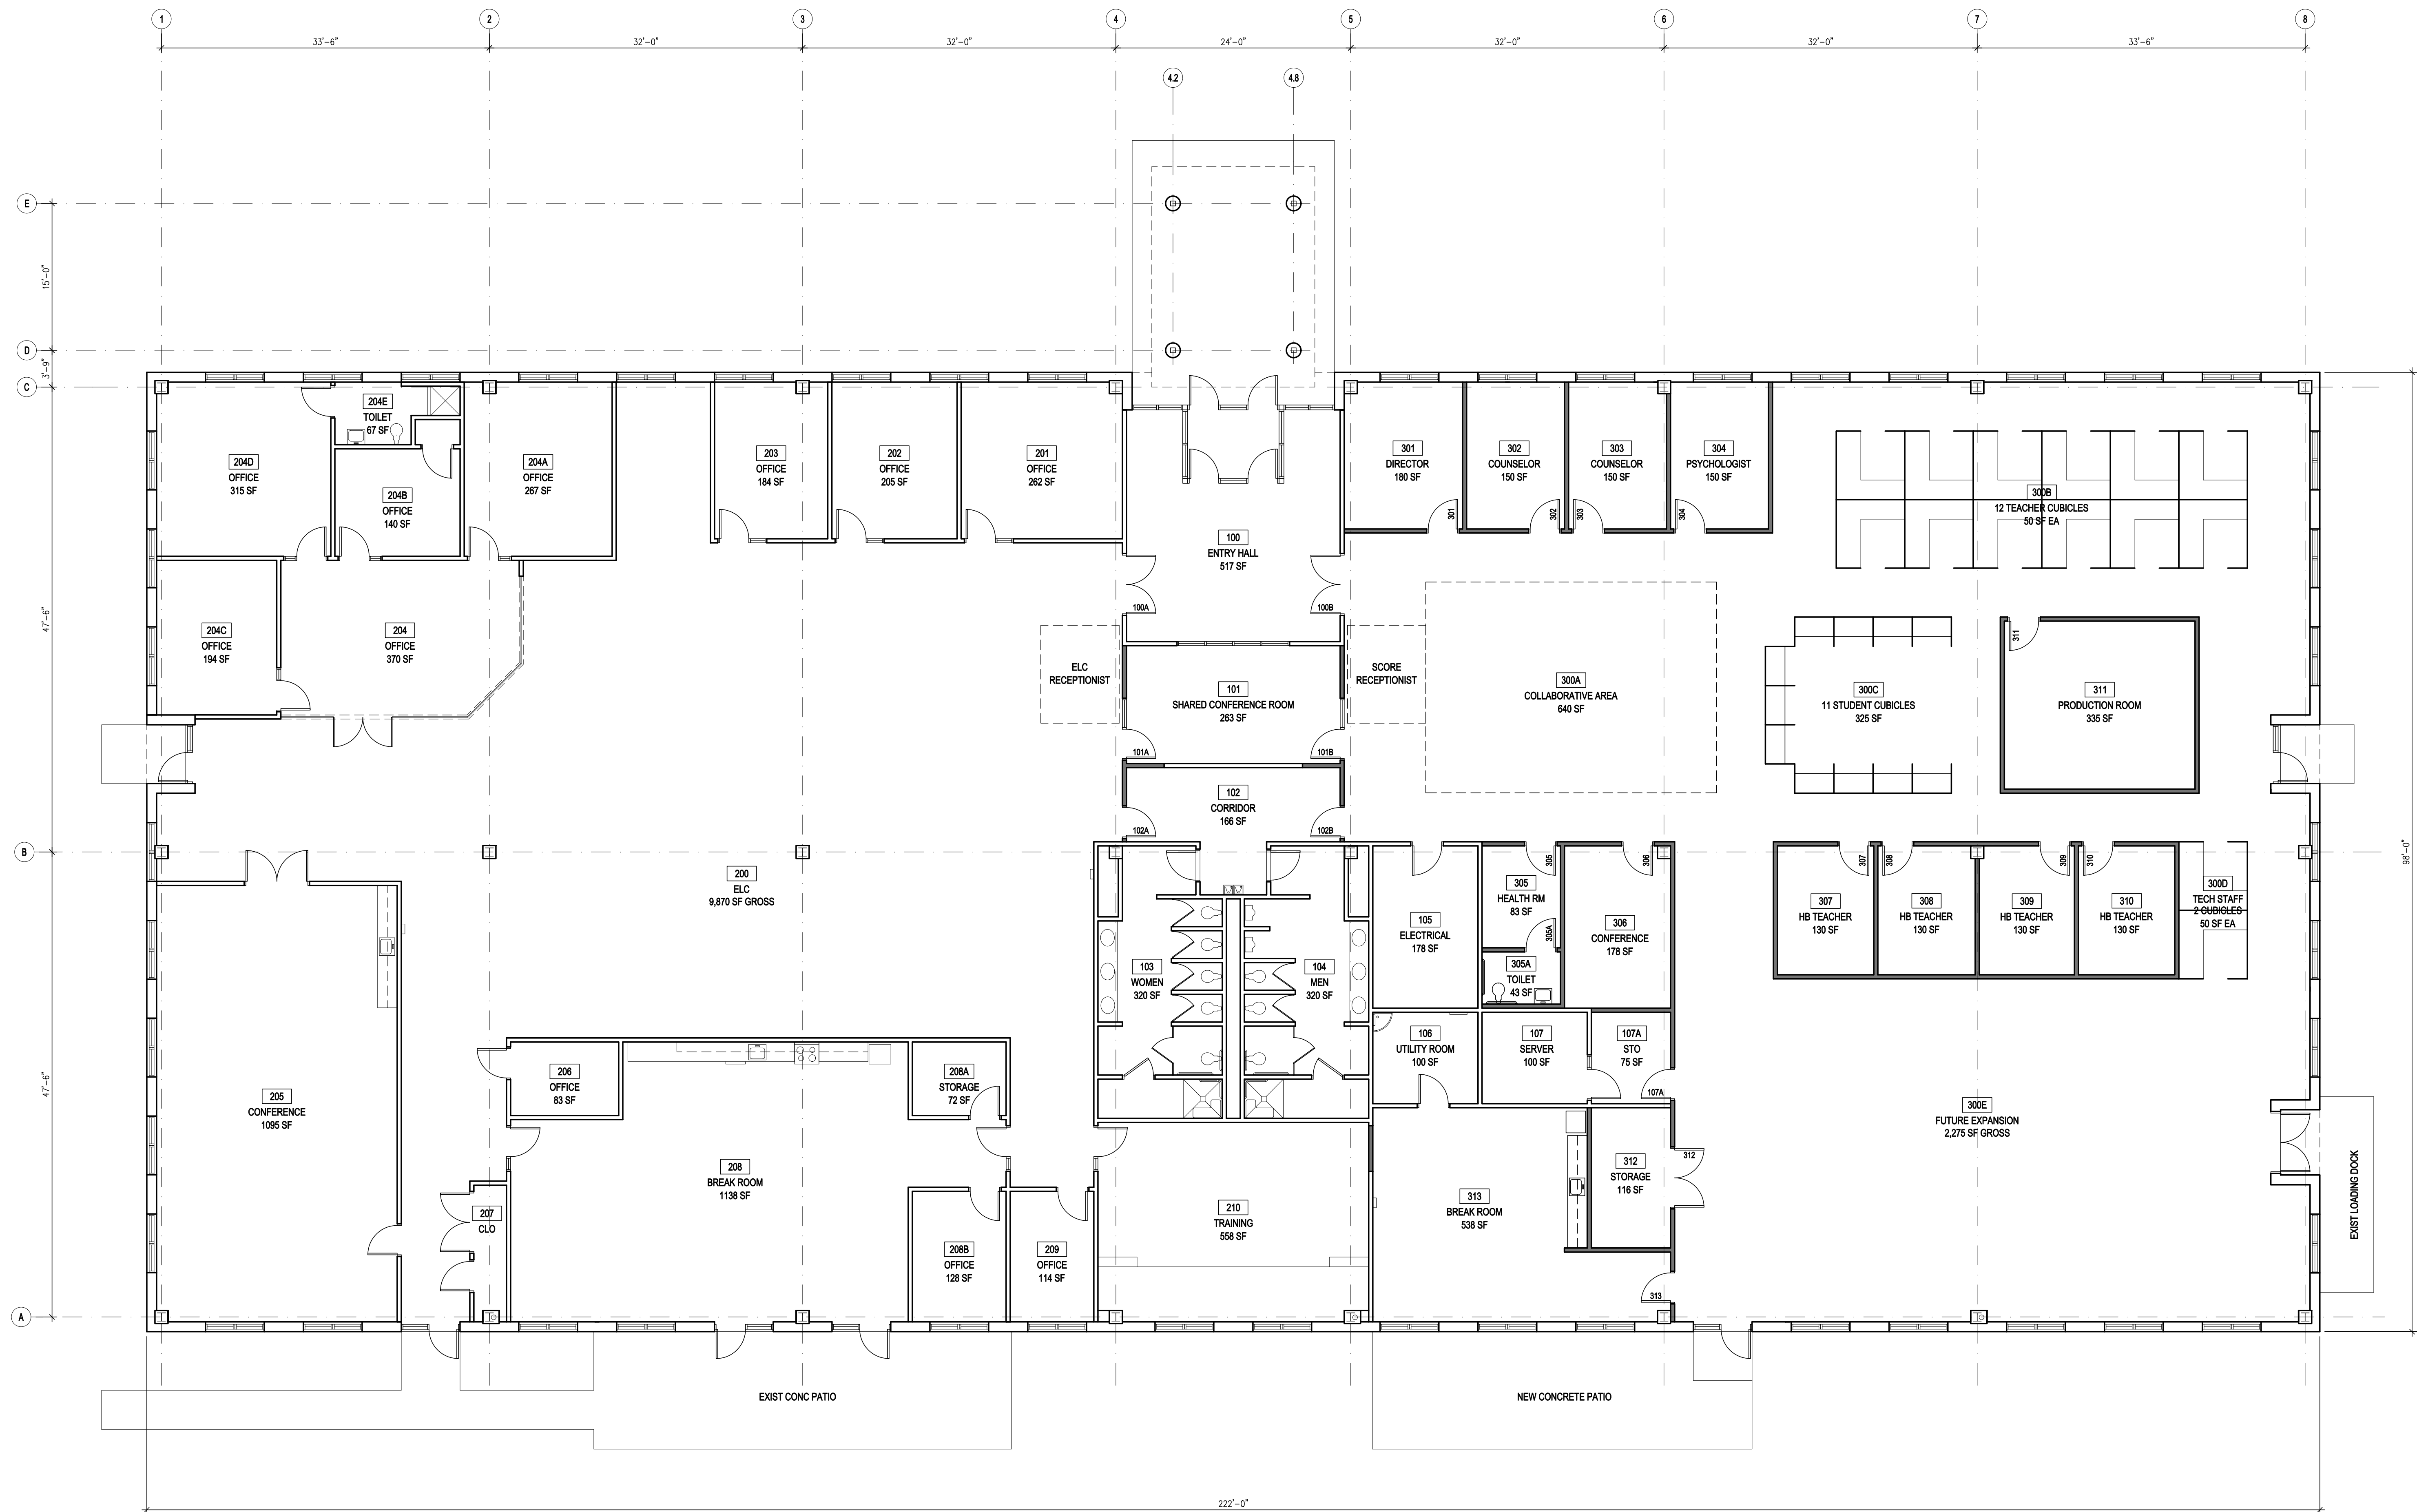 1 2 3 4 5 6 7 8
33'-6" 32'-0" 32'-0" 24'-0" 32'-0" 32'-0" 33'-6"
4.2 4.8
E
15'-0"
D
3'-9"
C
47'-6"
B
47'-6"
A
98'-0"
222'-0"
204D
OFFICE
315 SF
204E
TOILET
67 SF
204B
OFFICE
140 SF
204A
OFFICE
267 SF
203
OFFICE
184 SF
202
OFFICE
205 SF
201
OFFICE
262 SF
204C
OFFICE
194 SF
204
OFFICE
370 SF
100
ENTRY HALL
517 SF
100A
100B
ELC
RECEPTIONIST
SCORE
RECEPTIONIST
101
SHARED CONFERENCE ROOM
263 SF
101A
101B
102
CORRIDOR
166 SF
102A
102B
301
DIRECTOR
180 SF
301
302
COUNSELOR
150 SF
302
303
COUNSELOR
150 SF
303
304
PSYCHOLOGIST
150 SF
304
300B
12 TEACHER CUBICLES
50 SF EA
300A
COLLABORATIVE AREA
640 SF
300C
11 STUDENT CUBICLES
325 SF
311
311
PRODUCTION ROOM
335 SF
200
ELC
9,870 SF GROSS
205
CONFERENCE
1095 SF
206
OFFICE
83 SF
207
CLO
208
BREAK ROOM
1138 SF
208A
STORAGE
72 SF
208B
OFFICE
128 SF
209
OFFICE
114 SF
103
WOMEN
320 SF
104
MEN
320 SF
210
TRAINING
558 SF
105
ELECTRICAL
178 SF
305
305
HEALTH RM
83 SF
305A
305A
TOILET
43 SF
306
306
CONFERENCE
178 SF
106
UTILITY ROOM
100 SF
107
SERVER
100 SF
107A
STO
75 SF
107A
312
STORAGE
116 SF
312
313
BREAK ROOM
538 SF
313
307
307
HB TEACHER
130 SF
308
308
HB TEACHER
130 SF
309
309
HB TEACHER
130 SF
310
310
HB TEACHER
130 SF
300D
TECH STAFF
2 CUBICLES
50 SF EA
300E
FUTURE EXPANSION
2,275 SF GROSS
EXIST LOADING DOCK
EXIST CONC PATIO
NEW CONCRETE PATIO